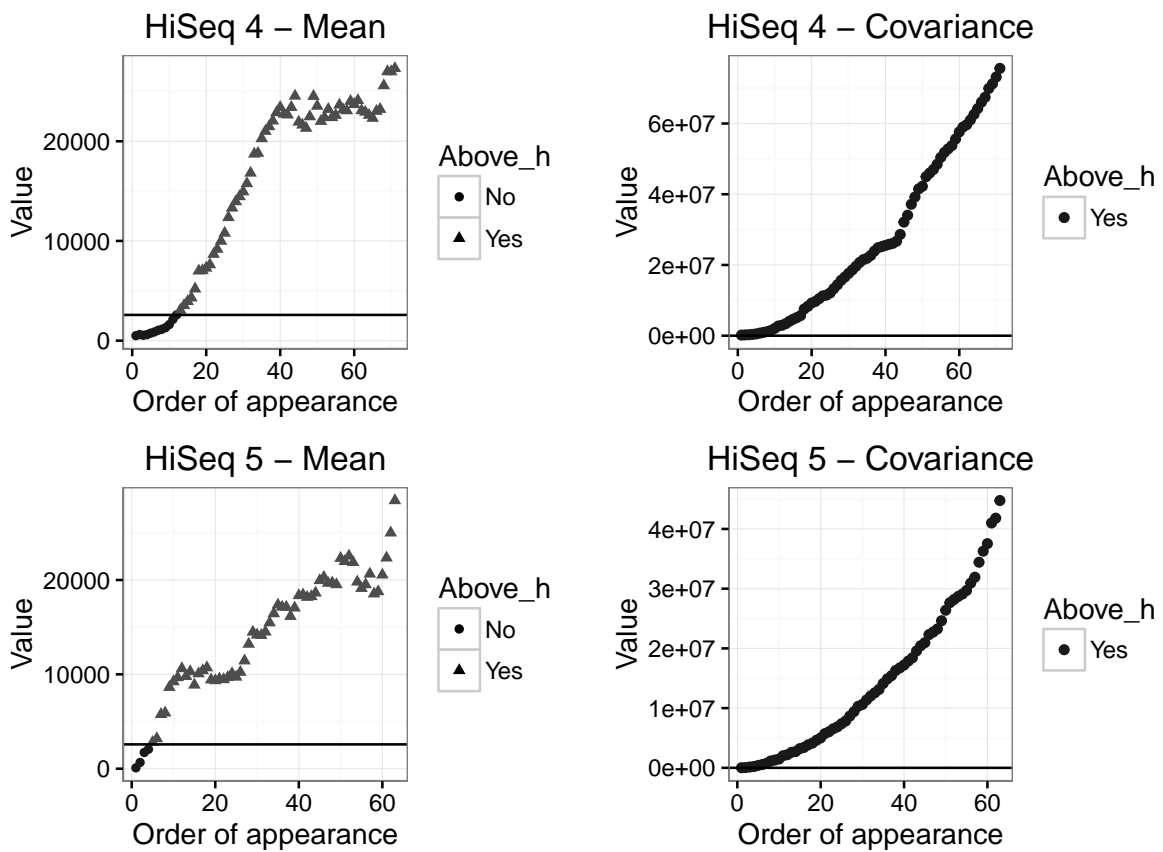 HiSeq 4 – Mean
Value
20000
10000
0
0 20 40 60
Order of appearance
Above_h
No
Yes
HiSeq 4 – Covariance
Value
6e+07
4e+07
2e+07
0e+00
0 20 40 60
Order of appearance
Above_h
Yes
HiSeq 5 – Mean
Value
20000
10000
0
0 20 40 60
Order of appearance
Above_h
No
Yes
HiSeq 5 – Covariance
Value
4e+07
3e+07
2e+07
1e+07
0e+00
0 20 40 60
Order of appearance
Above_h
Yes